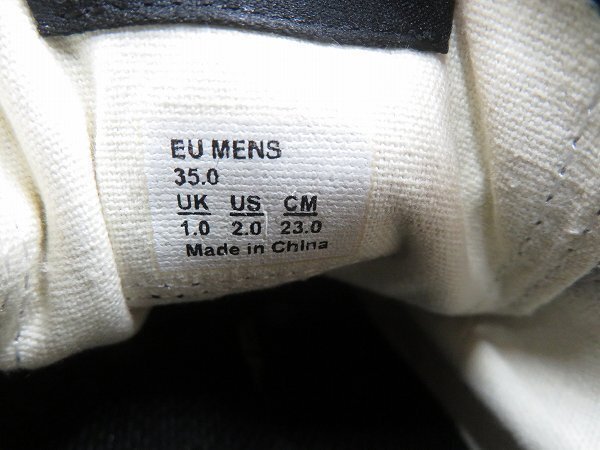 EU MENS
35.0
UK US CM
1.0 2.0 23.0
Made in China